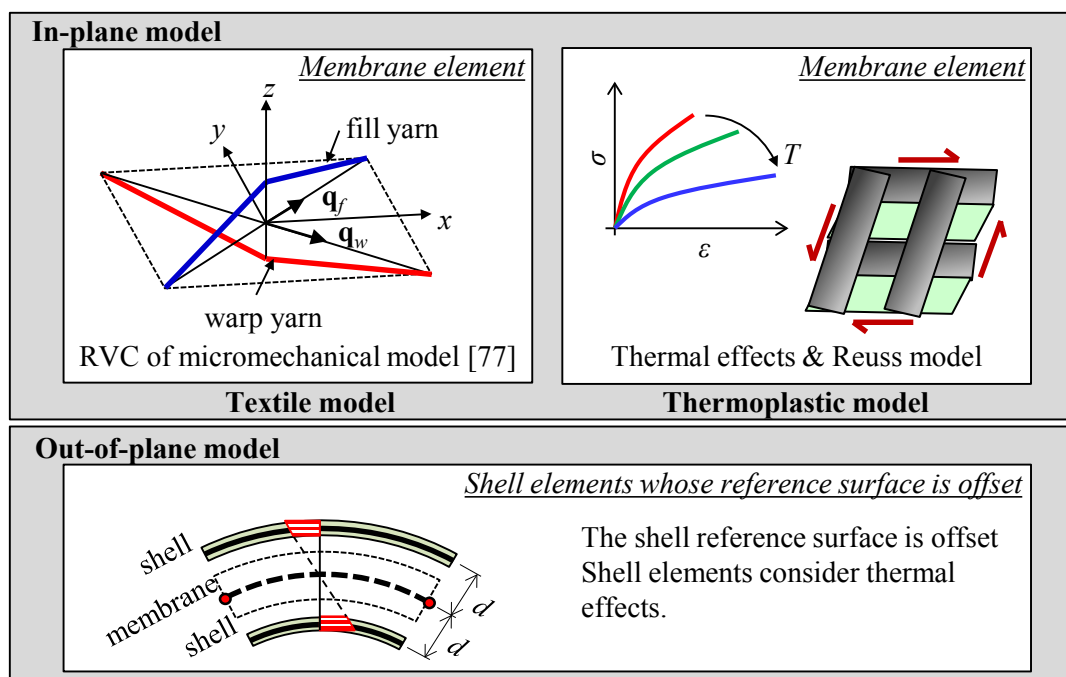 In-plane model
Membrane element
z
y
fill yarn
q_f
x
q_w
warp yarn
RVC of micromechanical model [77]
Textile model
Membrane element
σ
T
ε
Thermal effects & Reuss model
Thermoplastic model
Out-of-plane model
Shell elements whose reference surface is offset
shell
membrane
shell
d
d
The shell reference surface is offset
Shell elements consider thermal
effects.